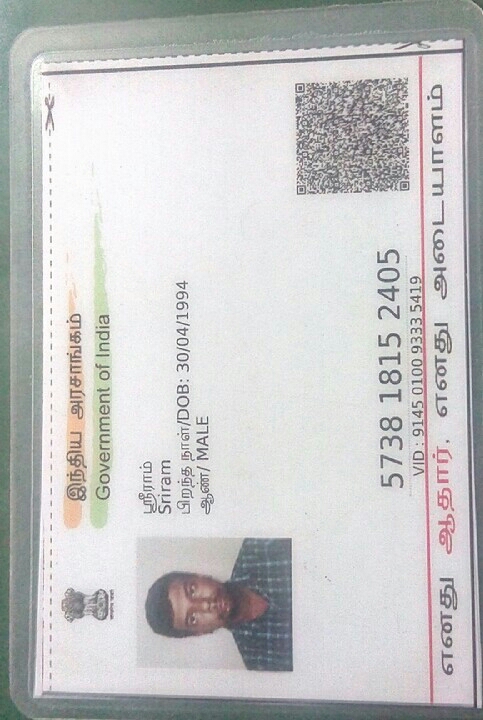 இந்திய அரசாங்கம்
Government of India
ஸ்ரீராம்
Sriram
பிறந்த நாள்/DOB: 30/04/1994
ஆண்/ MALE
5738 1815 2405
VID : 9145 0100 9333 5419
எனது ஆதார், எனது அடையாளம்